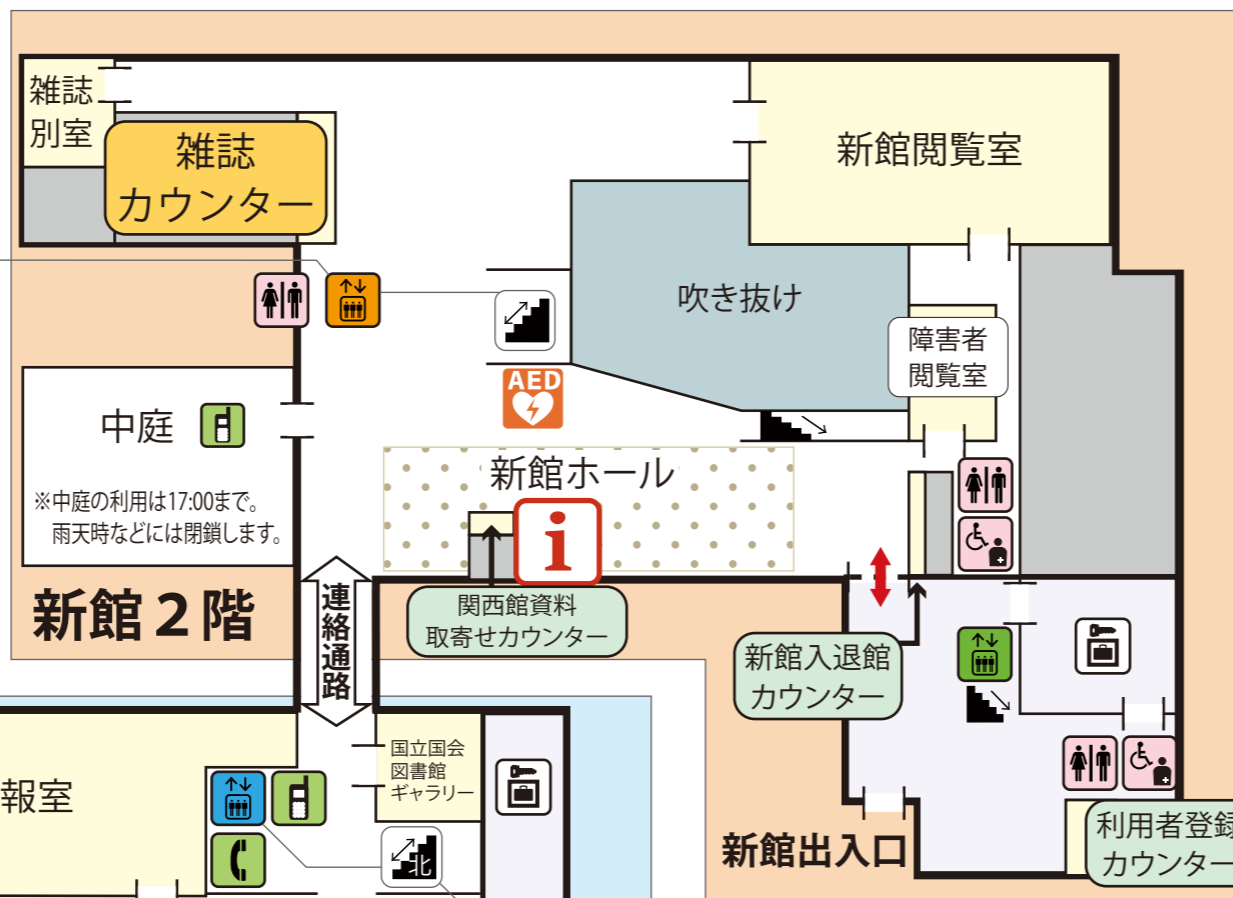 雑誌
別室
雑誌
カウンター
新館閲覧室
吹き抜け
障害者
閲覧室
AED
中庭
※中庭の利用は17:00まで。
雨天時などには閉鎖します。
新館ホール
i
新館２階
連絡通路
関西館資料
取寄せカウンター
新館入退館
カウンター
国立国会
図書館
ギャラリー
報室
北
新館出入口
利用者登録
カウンター